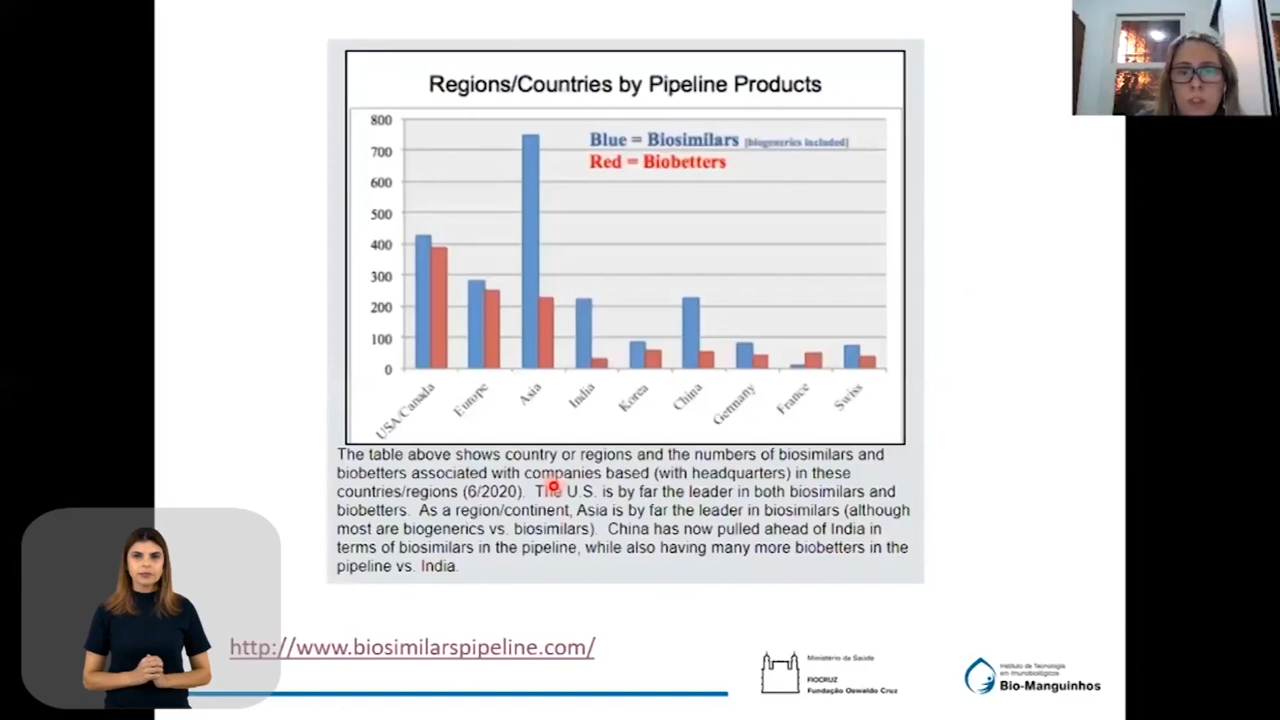 Regions/Countries by Pipeline Products
800
700
600
500
400
300
200
100
0
Blue = Biosimilars [biogenerics included]
Red = Biobetters
USA/Canada
Europe
Asia
India
Korea
China
Germany
France
Swiss
The table above shows country or regions and the numbers of biosimilars and
biobetters associated with companies based (with headquarters) in these
countries/regions (6/2020). The U.S. is by far the leader in both biosimilars and
biobetters. As a region/continent, Asia is by far the leader in biosimilars (although
most are biogenerics vs. biosimilars). China has now pulled ahead of India in
terms of biosimilars in the pipeline, while also having many more biobetters in the
pipeline vs. India.
http://www.biosimilarspipeline.com/
Ministério da Saúde
FIOCRUZ
Fundação Oswaldo Cruz
Instituto de Tecnologia
em Imunobiológicos
Bio-Manguinhos